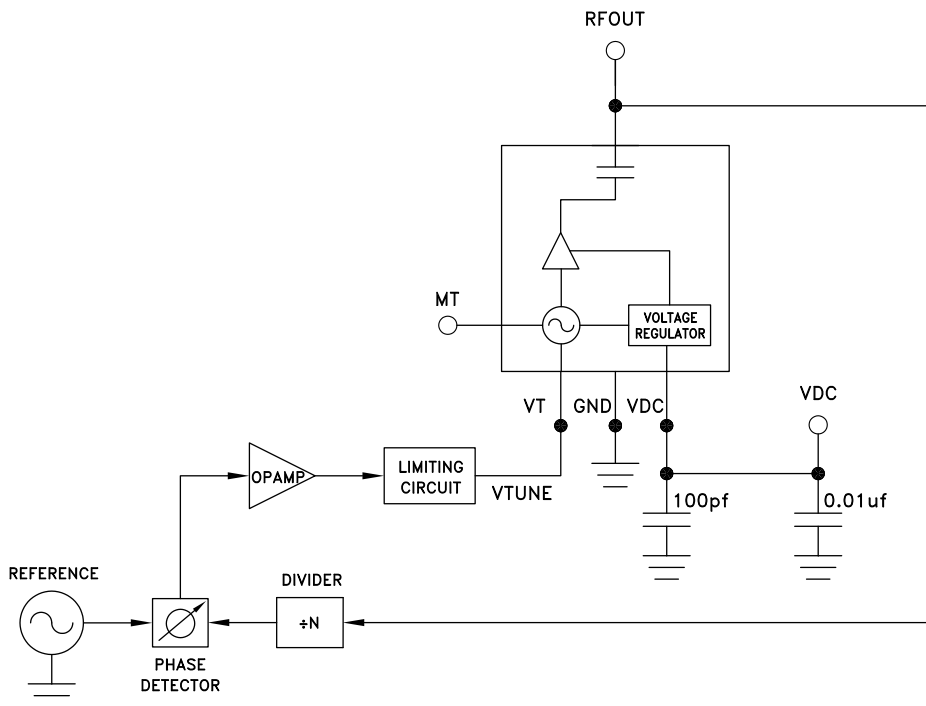 RFOUT
MT
VOLTAGE
REGULATOR
VT
GND
VDC
VDC
OPAMP
LIMITING
CIRCUIT
VTUNE
100pf
0.01uf
REFERENCE
DIVIDER
÷N
PHASE
DETECTOR